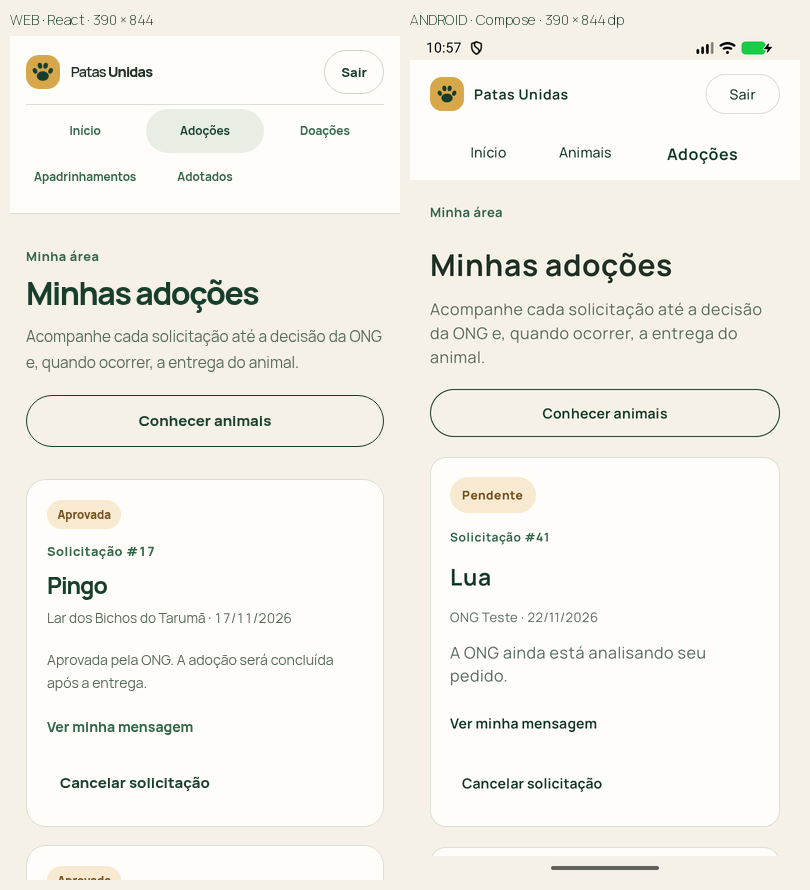 WEB · React · 390 × 844
Patas Unidas
Sair
Início
Adoções
Doações
Apadrinhamentos
Adotados
Minha área
Minhas adoções
Acompanhe cada solicitação até a decisão da ONG
e, quando ocorrer, a entrega do animal.
Conhecer animais
Aprovada
Solicitação #17
Pingo
Lar dos Bichos do Tarumã · 17/11/2026
Aprovada pela ONG. A adoção será concluída
após a entrega.
Ver minha mensagem
Cancelar solicitação
Aprovada
ANDROID · Compose · 390 × 844 dp
10:57
Patas Unidas
Sair
Início
Animais
Adoções
Minha área
Minhas adoções
Acompanhe cada solicitação até a decisão
da ONG e, quando ocorrer, a entrega do
animal.
Conhecer animais
Pendente
Solicitação #41
Lua
ONG Teste · 22/11/2026
A ONG ainda está analisando seu
pedido.
Ver minha mensagem
Cancelar solicitação